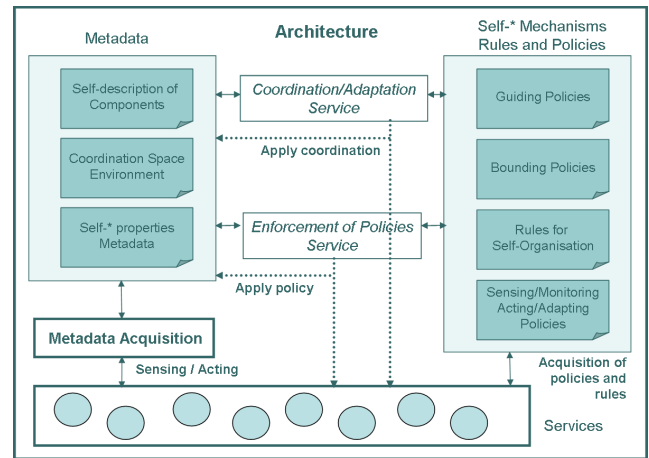 Architecture
Metadata
Self-* Mechanisms
Rules and Policies
Self-description of
Components
Coordination Space
Environment
Self-* properties
Metadata
Coordination/Adaptation
Service
Apply coordination
Enforcement of Policies
Service
Apply policy
Guiding Policies
Bounding Policies
Rules for
Self-Organisation
Sensing/Monitoring
Acting/Adapting
Policies
Metadata Acquisition
Sensing / Acting
Acquisition of
policies and
rules
Services